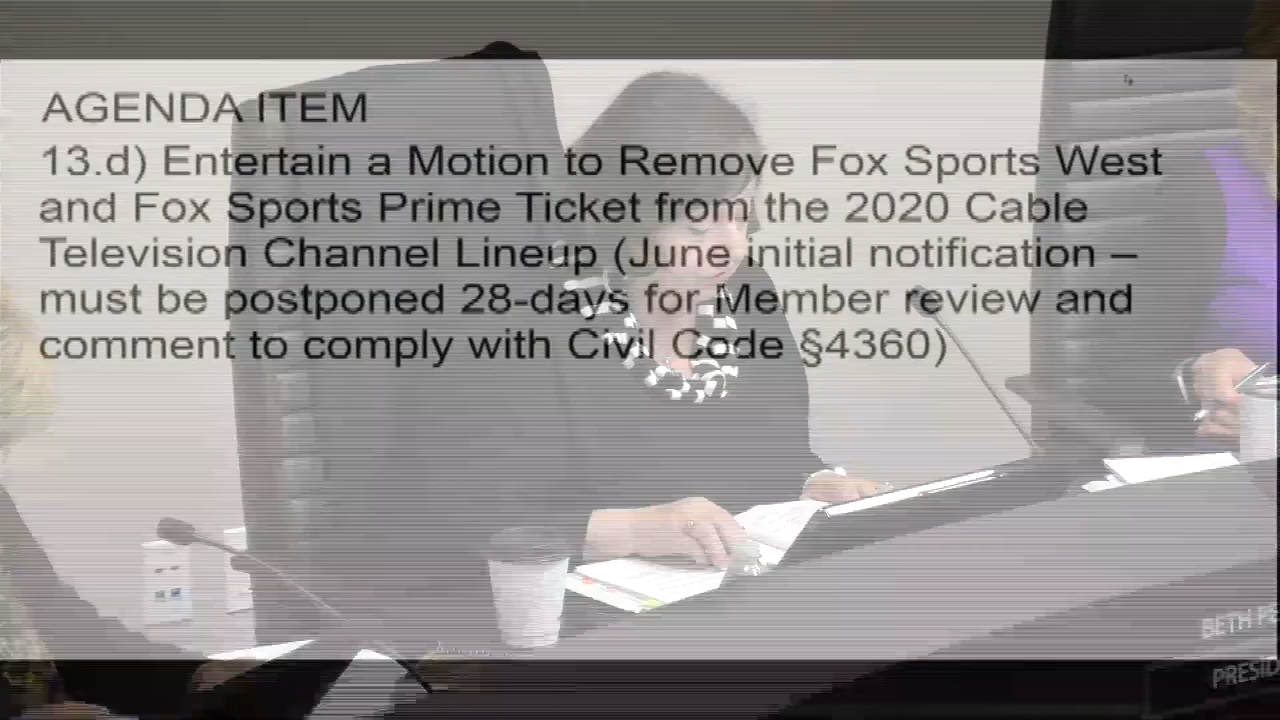 AGENDA ITEM
13.d) Entertain a Motion to Remove Fox Sports West
and Fox Sports Prime Ticket from the 2020 Cable
Television Channel Lineup (June initial notification –
must be postponed 28-days for Member review and
comment to comply with Civil Code §4360)
BETH